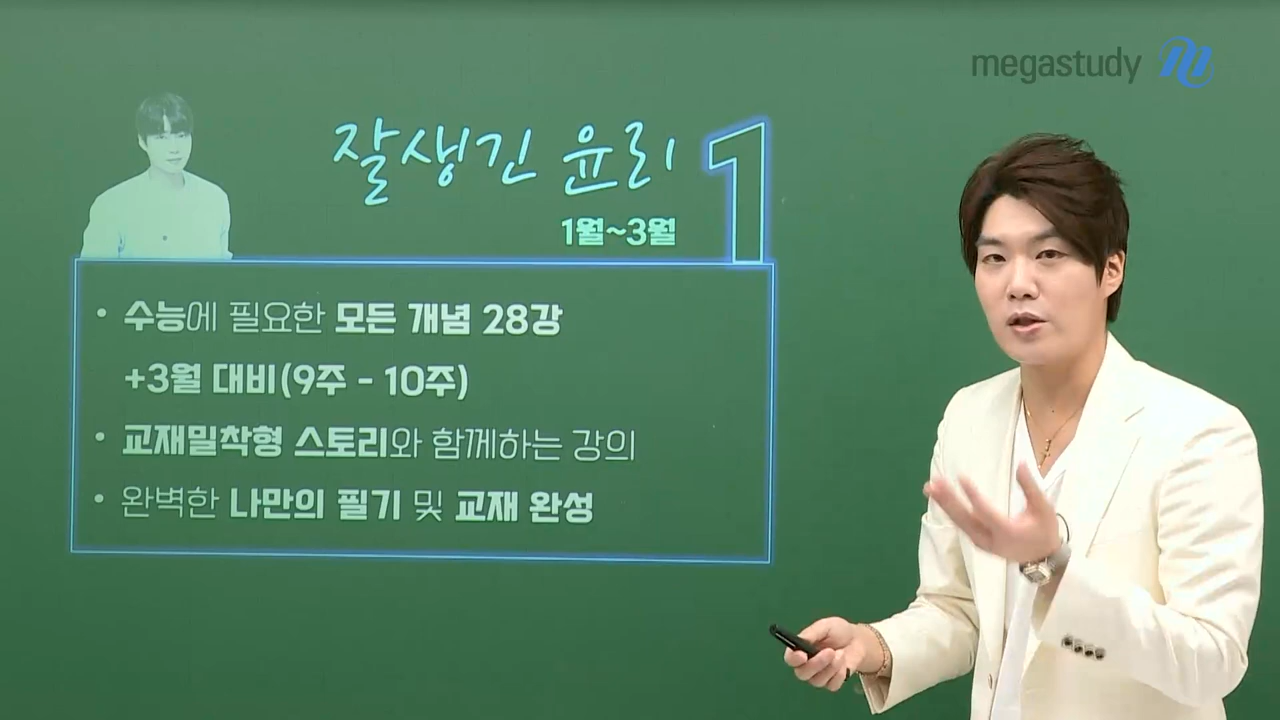 megastudy
잘생긴 윤리 1
1월~3월
• 수능에 필요한 모든 개념 28강
+3월 대비(9주 - 10주)
• 교재밀착형 스토리와 함께하는 강의
• 완벽한 나만의 필기 및 교재 완성